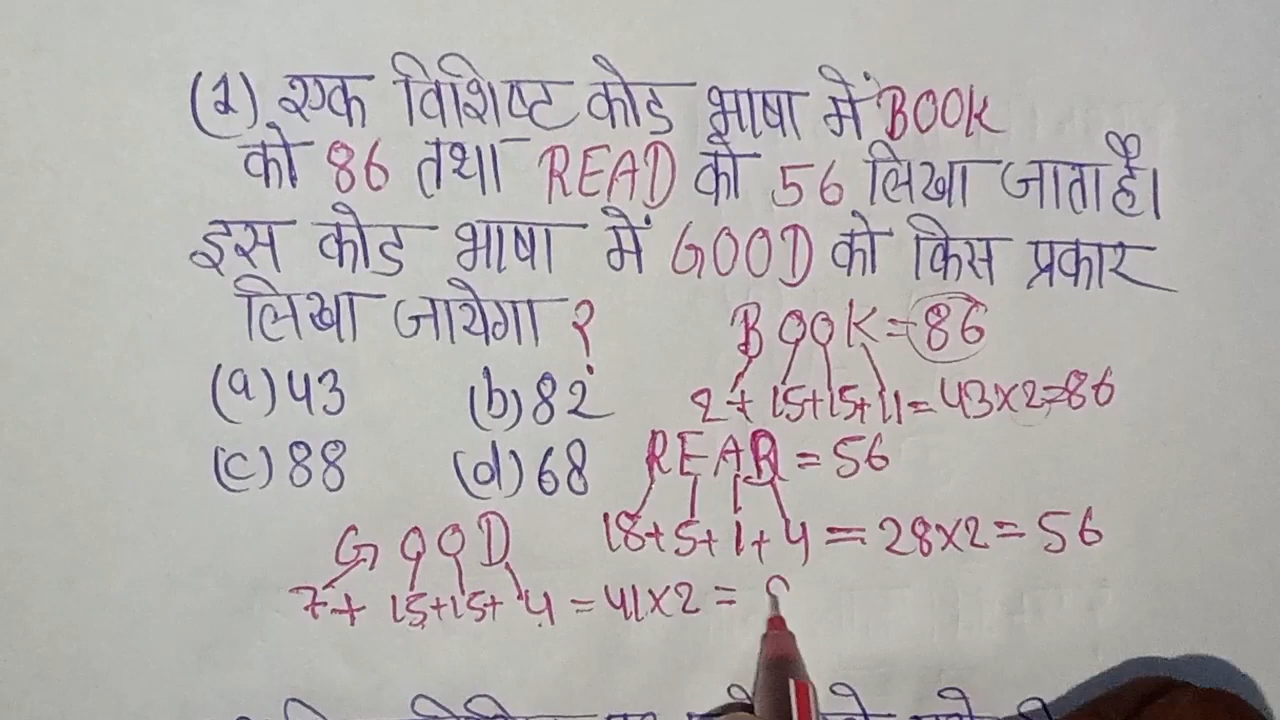 (1) एक विशिष्ट कोड भाषा में BOOK
को 86 तथा READ को 56 लिखा जाता है।
इस कोड भाषा में GOOD को किस प्रकार
लिखा जायेगा ?
(a) 43 (b) 82
(c) 88 (d) 68
BOOK = 86
2+15+15+11=43×2=86
READ = 56
18+5+1+4=28×2=56
GOOD
7+15+15+4=41×2=